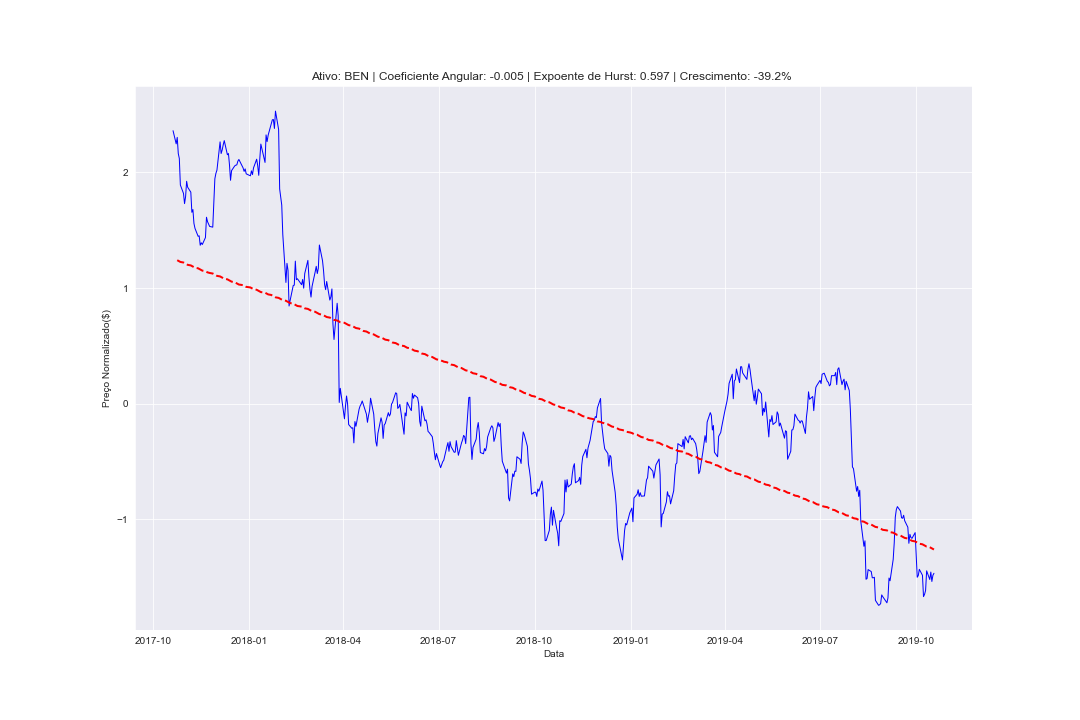 Ativo: BEN | Coeficiente Angular: -0.005 | Expoente de Hurst: 0.597 | Crescimento: -39.2%
Preço Normalizado($)
2
1
0
−1
2017-10 2018-01 2018-04 2018-07 2018-10 2019-01 2019-04 2019-07 2019-10
Data